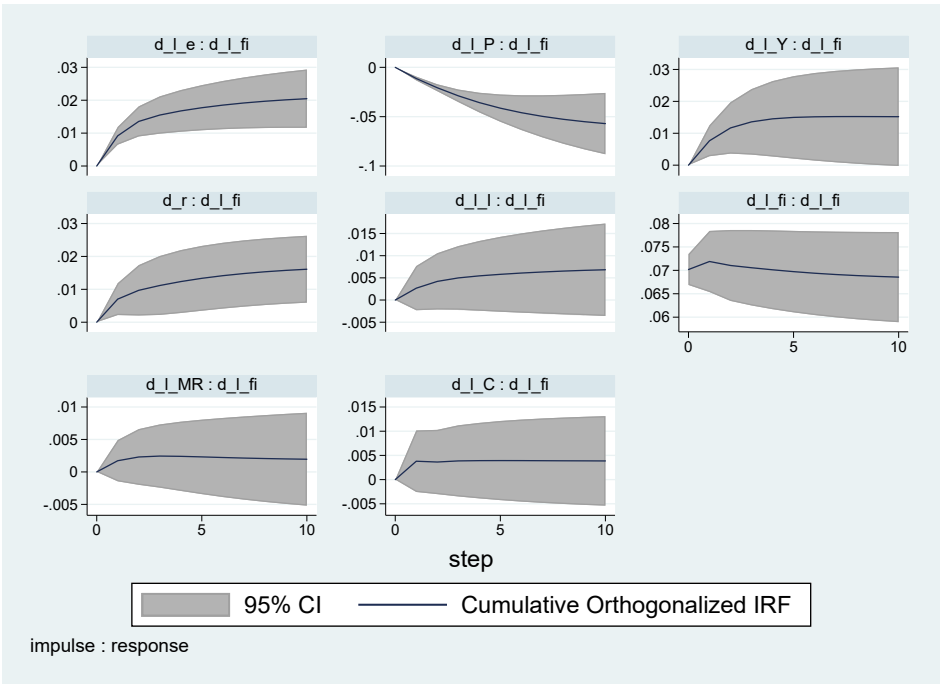 d_l_e : d_l_fi
d_l_P : d_l_fi
d_l_Y : d_l_fi
.03
.02
.01
0
0
-.05
-.1
.03
.02
.01
0
d_r : d_l_fi
d_l_I : d_l_fi
d_l_fi : d_l_fi
.03
.02
.01
0
.015
.01
.005
0
-.005
.08
.075
.07
.065
.06
0 5 10
d_l_MR : d_l_fi
d_l_C : d_l_fi
.01
.005
0
-.005
.015
.01
.005
0
-.005
0 5 10
0 5 10
step
95% CI Cumulative Orthogonalized IRF
impulse : response